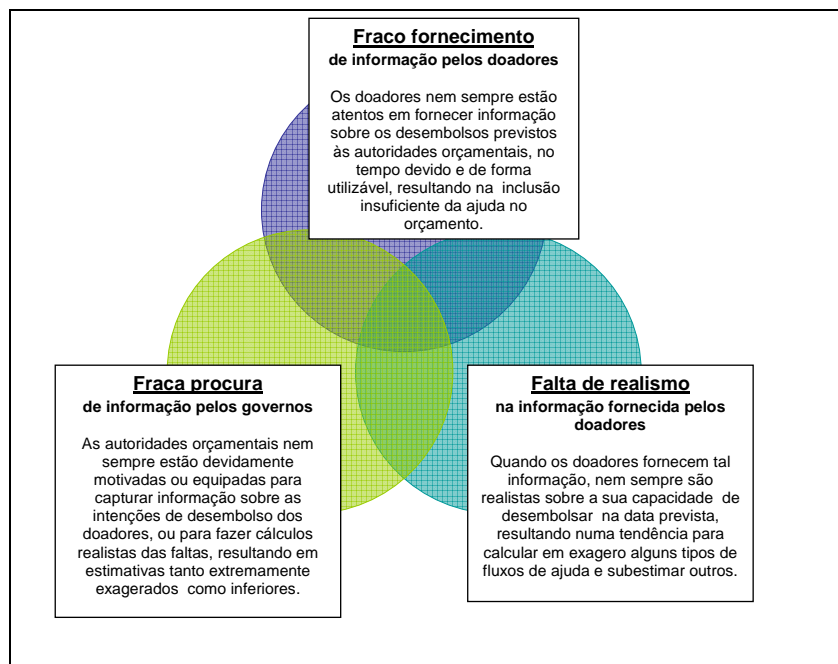 Fraco fornecimento
de informação pelos doadores
Os doadores nem sempre estão
atentos em fornecer informação
sobre os desembolsos previstos
às autoridades orçamentais, no
tempo devido e de forma
utilizável, resultando na inclusão
insuficiente da ajuda no
orçamento.
Fraca procura
de informação pelos governos
As autoridades orçamentais nem
sempre estão devidamente
motivadas ou equipadas para
capturar informação sobre as
intenções de desembolso dos
doadores, ou para fazer cálculos
realistas das faltas, resultando em
estimativas tanto extremamente
exagerados como inferiores.
Falta de realismo
na informação fornecida pelos
doadores
Quando os doadores fornecem tal
informação, nem sempre são
realistas sobre a sua capacidade de
desembolsar na data prevista,
resultando numa tendência para
calcular em exagero alguns tipos de
fluxos de ajuda e subestimar outros.